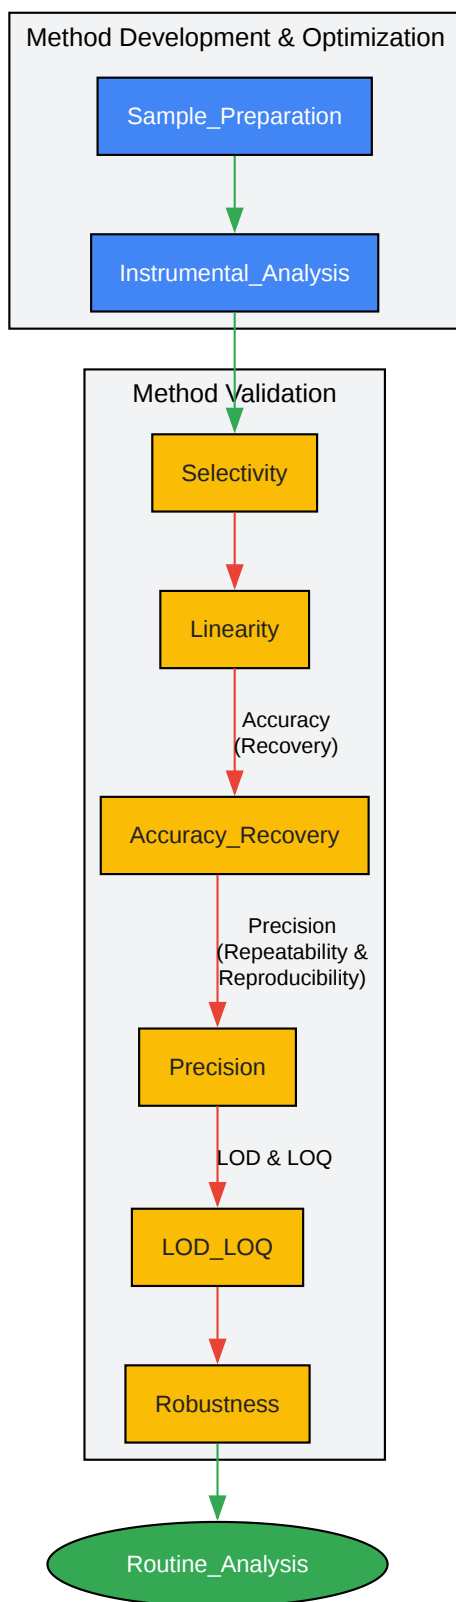 Method Development & Optimization
Sample_Preparation
Instrumental_Analysis
Method Validation
Selectivity
Linearity
Accuracy
(Recovery)
Accuracy_Recovery
Precision
(Repeatability &
Reproducibility)
Precision
LOD & LOQ
LOD_LOQ
Robustness
Routine_Analysis